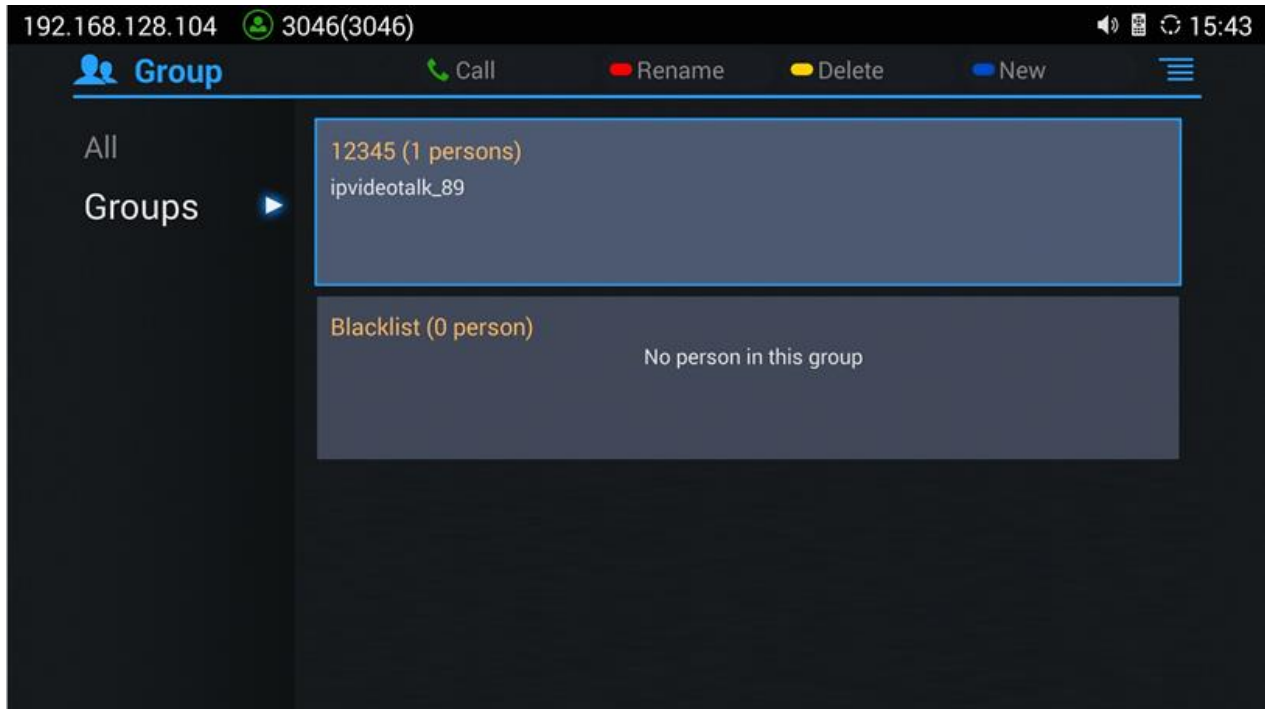 192.168.128.104 3046(3046) 15:43
Group Call Rename Delete New
All
Groups
12345 (1 persons)
ipvideotalk_89
Blacklist (0 person)
No person in this group